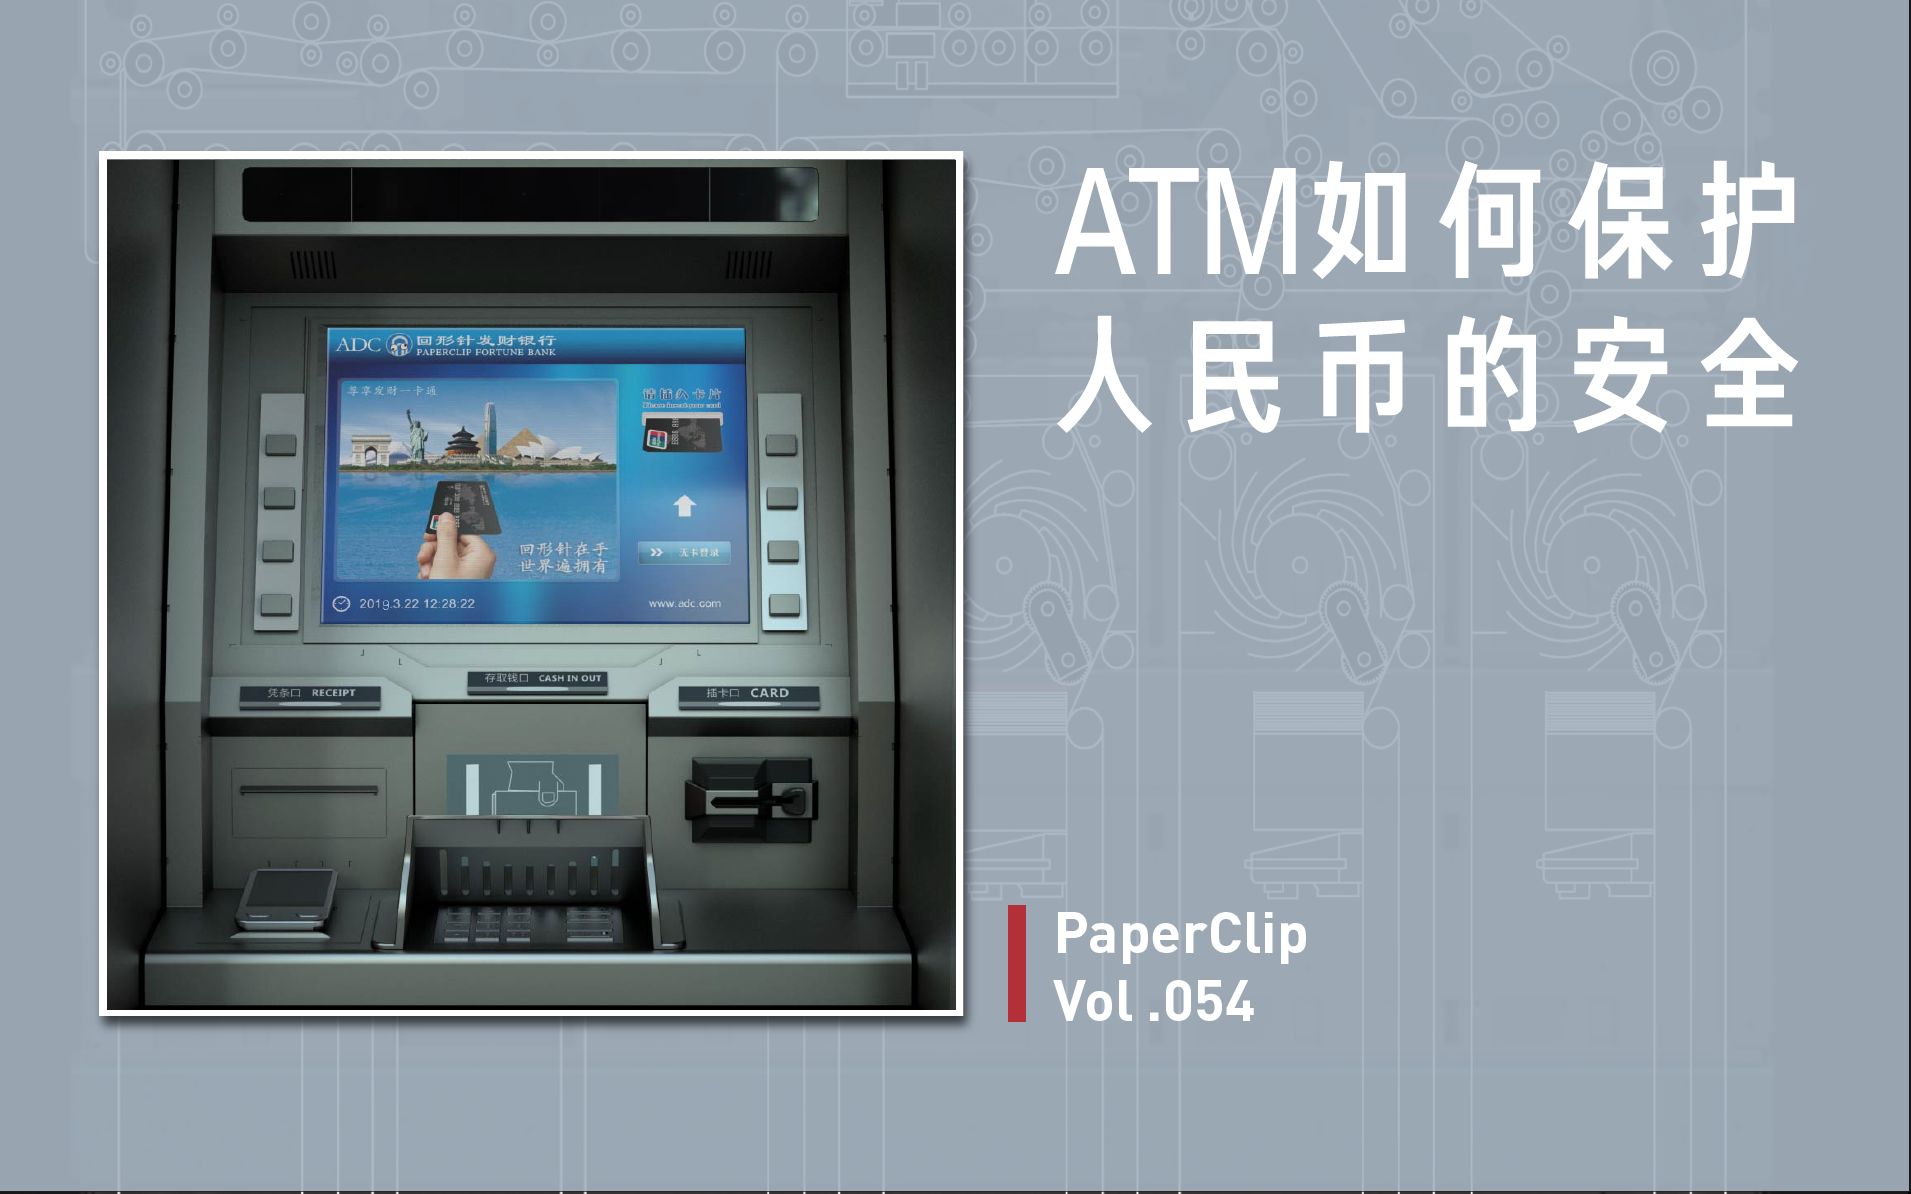 ATM如何保护
人民币的安全
ADC 回形针发财银行
PAPERCLIP FORTUNE BANK
尊享发财一卡通
请插入卡片
Please insert your card
回形针在手
世界遍拥有
无卡登录
2019.3.22 12:28:22
www.adc.com
凭条口 RECEIPT
存取钱口 CASH IN OUT
插卡口 CARD
PaperClip
Vol .054